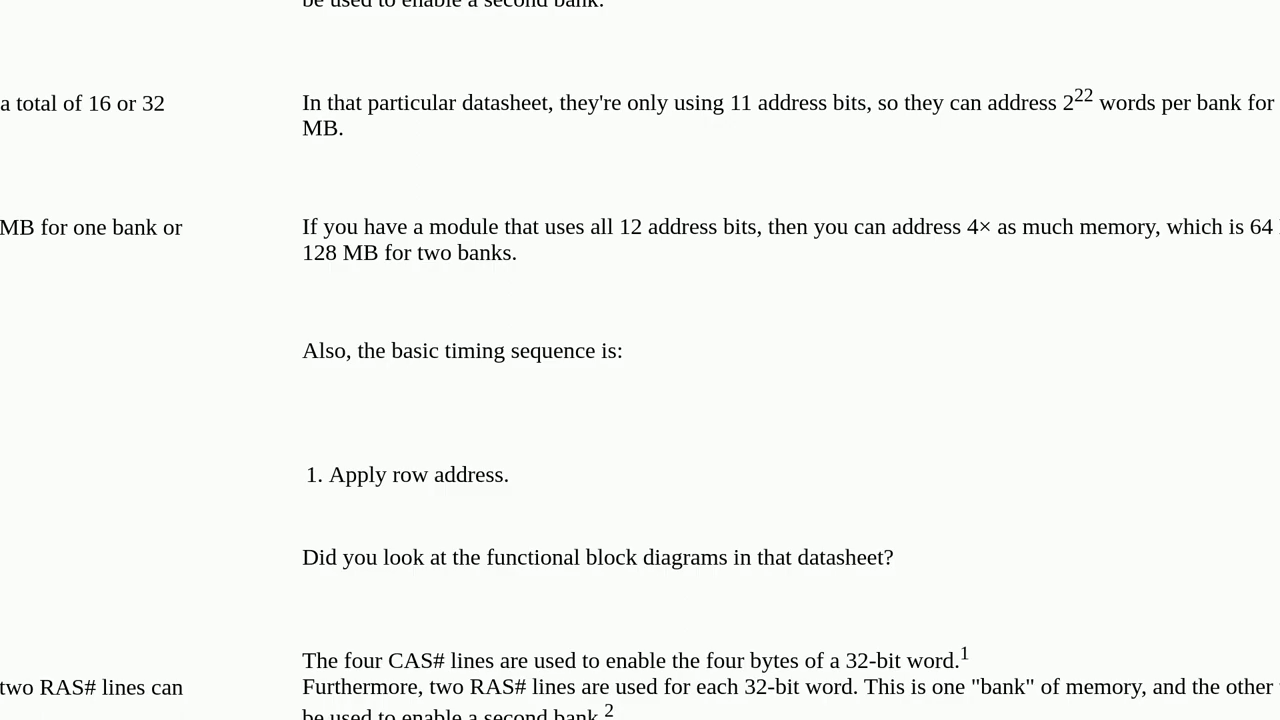 be used to enable a second bank.
a total of 16 or 32
In that particular datasheet, they're only using 11 address bits, so they can address 2^22 words per bank for
MB.
MB for one bank or
If you have a module that uses all 12 address bits, then you can address 4× as much memory, which is 64
128 MB for two banks.
Also, the basic timing sequence is:
1. Apply row address.
Did you look at the functional block diagrams in that datasheet?
The four CAS# lines are used to enable the four bytes of a 32-bit word.1
two RAS# lines can
Furthermore, two RAS# lines are used for each 32-bit word. This is one "bank" of memory, and the other
be used to enable a second bank.2